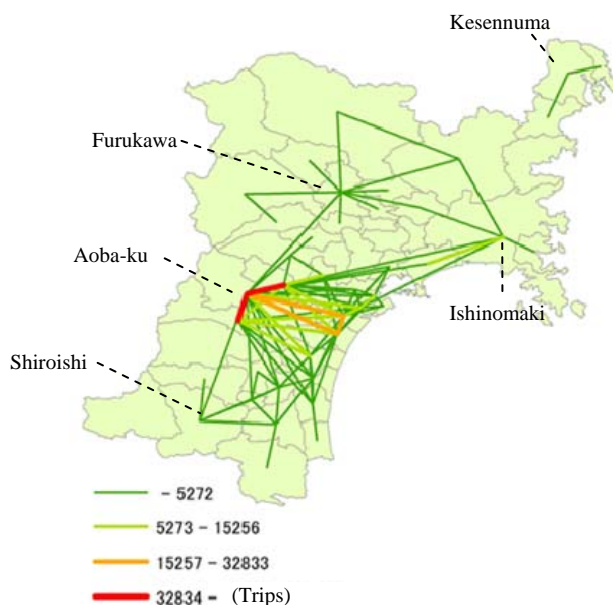 Kesennuma
Furukawa
Aoba-ku
Ishinomaki
Shiroishi
- 5272
5273 - 15256
15257 - 32833
32834 - (Trips)